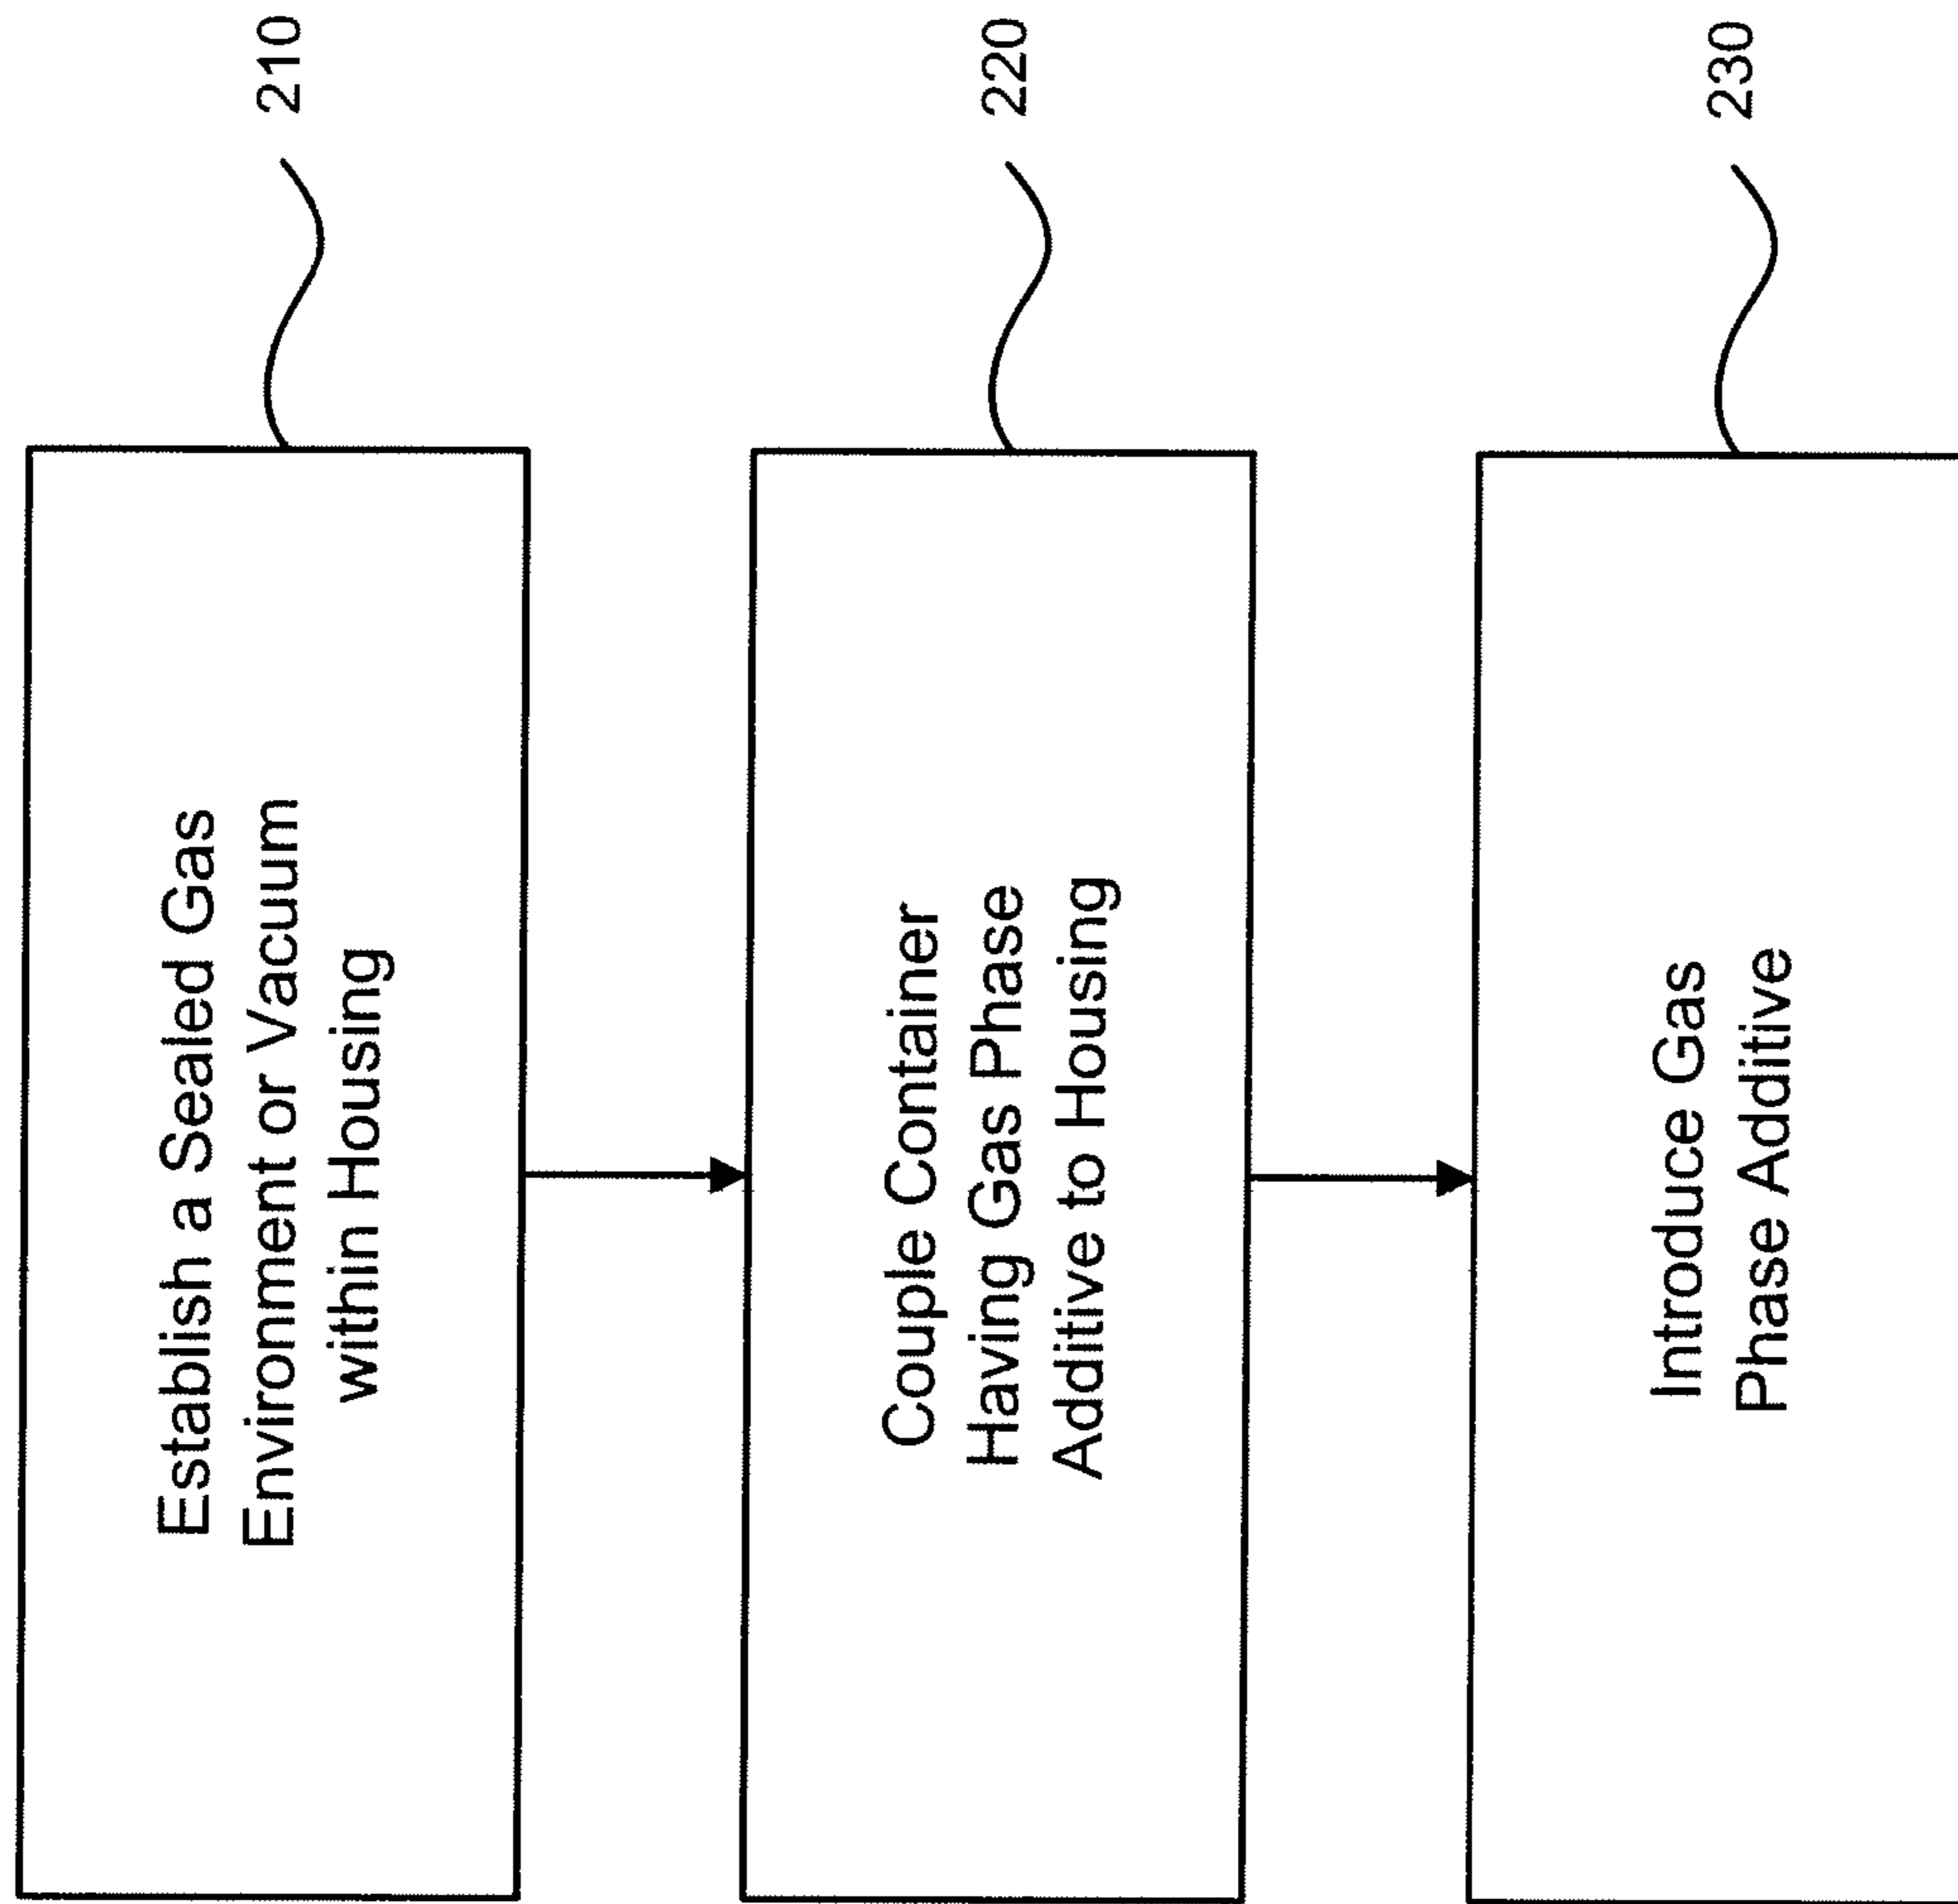 Establish a Sealed Gas
Environment or Vacuum
within Housing
210
Couple Container
Having Gas Phase
Additive to Housing
220
Introduce Gas
Phase Additive
230